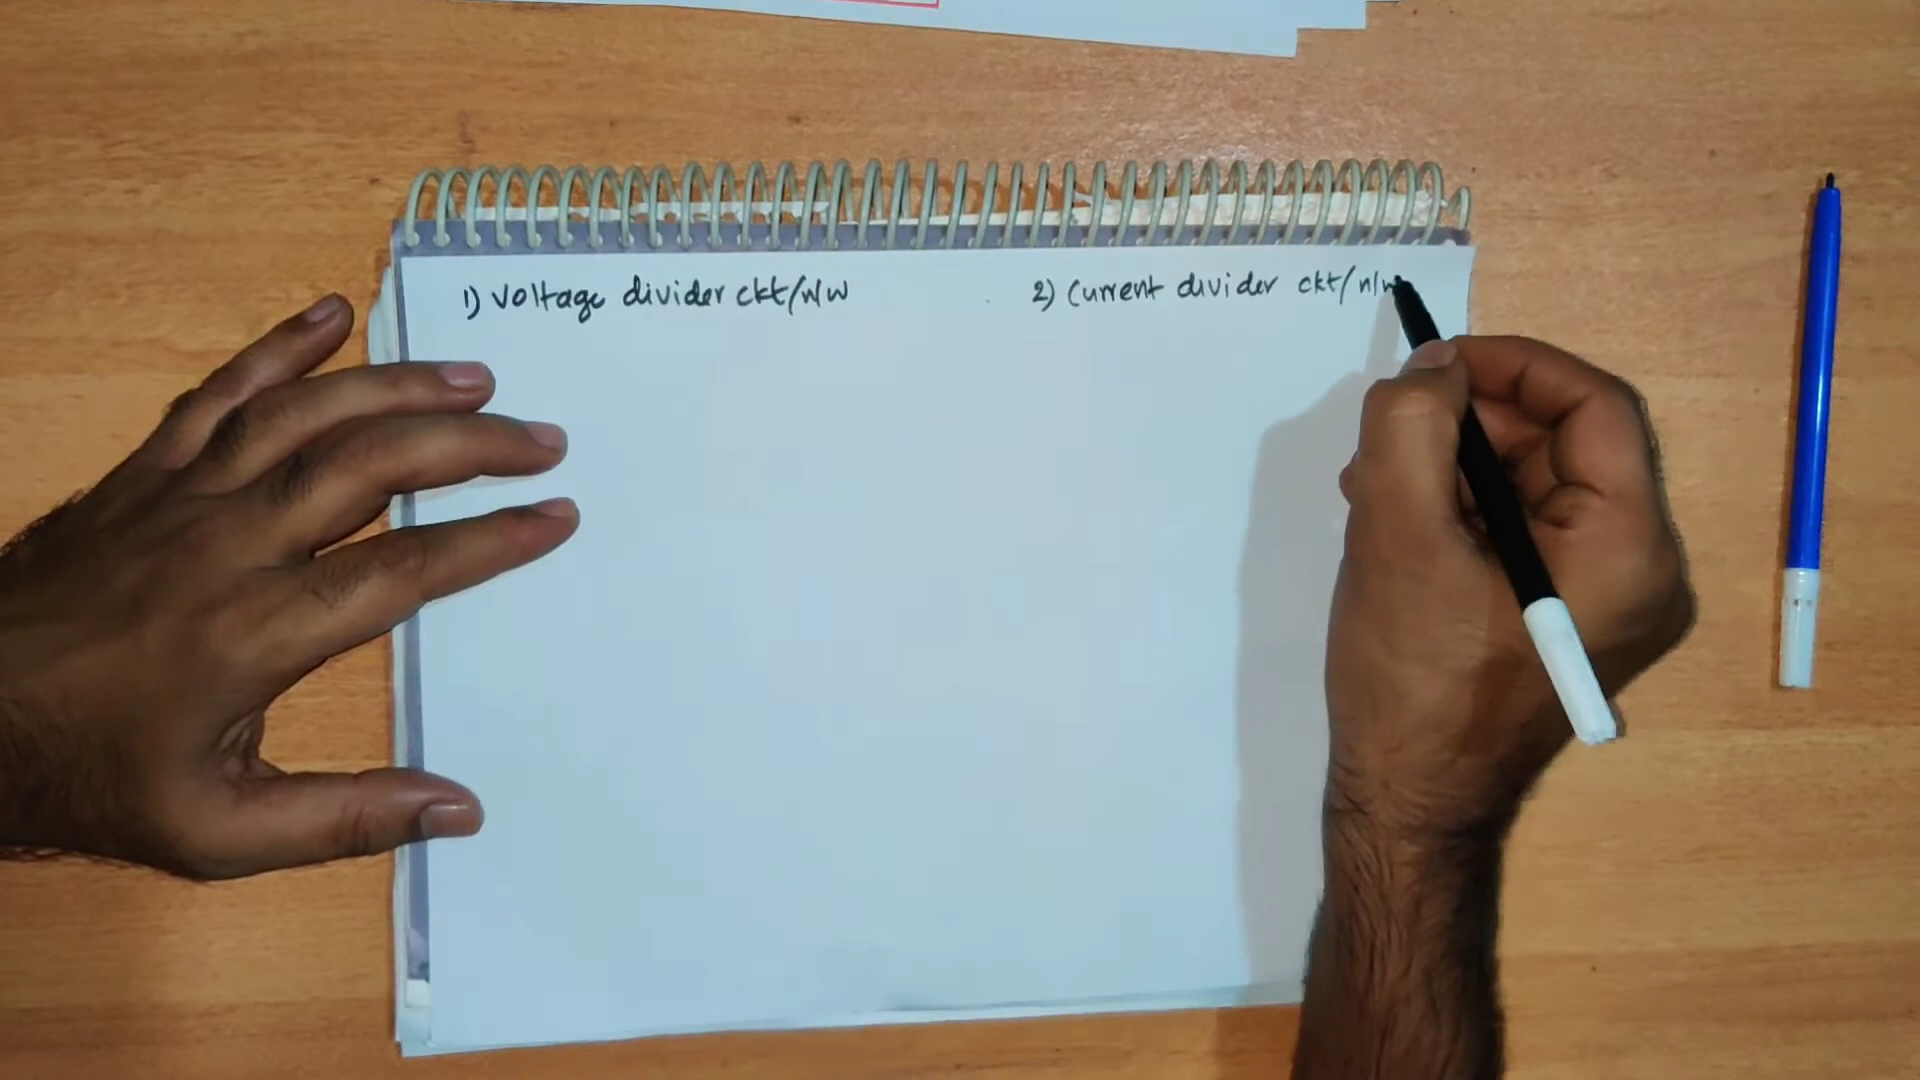 1) Voltage divider ckt/n/w
2) Current divider ckt/n/w